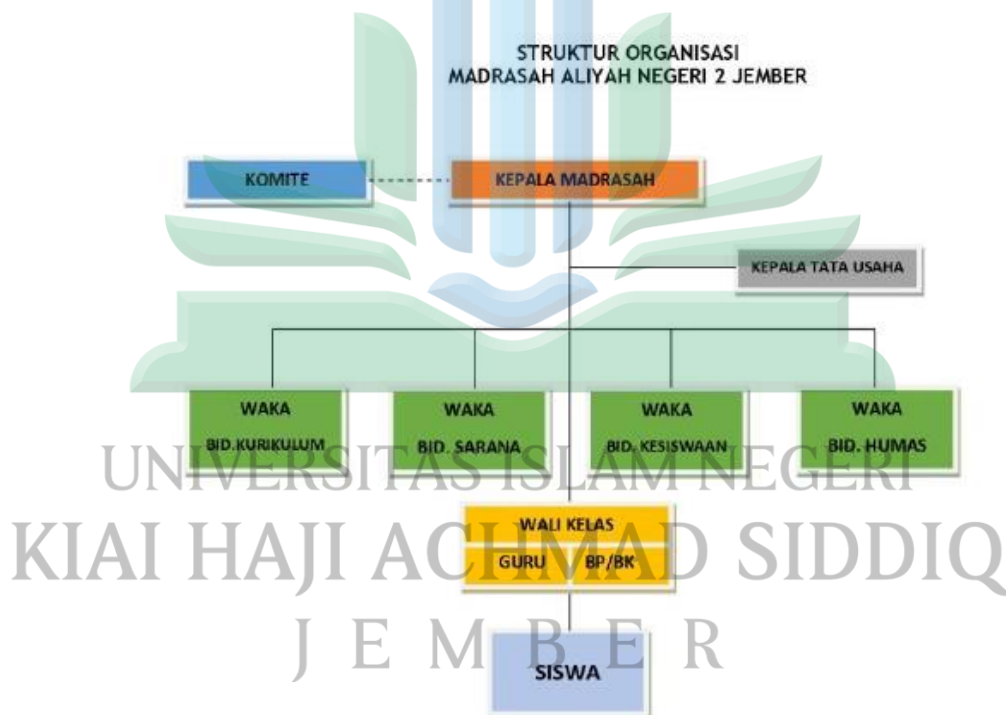 STRUKTUR ORGANISASI
MADRASAH ALIYAH NEGERI 2 JEMBER
KOMITE
KEPALA MADRASAH
KEPALA TATA USAHA
WAKA
BID.KURIKULUM
WAKA
BID. SARANA
WAKA
BID. KESISWAAN
WAKA
BID. HUMAS
UNIVERSITAS ISLAM NEGERI
WALI KELAS
KIAI HAJI ACHMAD SIDDIQ
GURU
BP/BK
JEMBER
SISWA